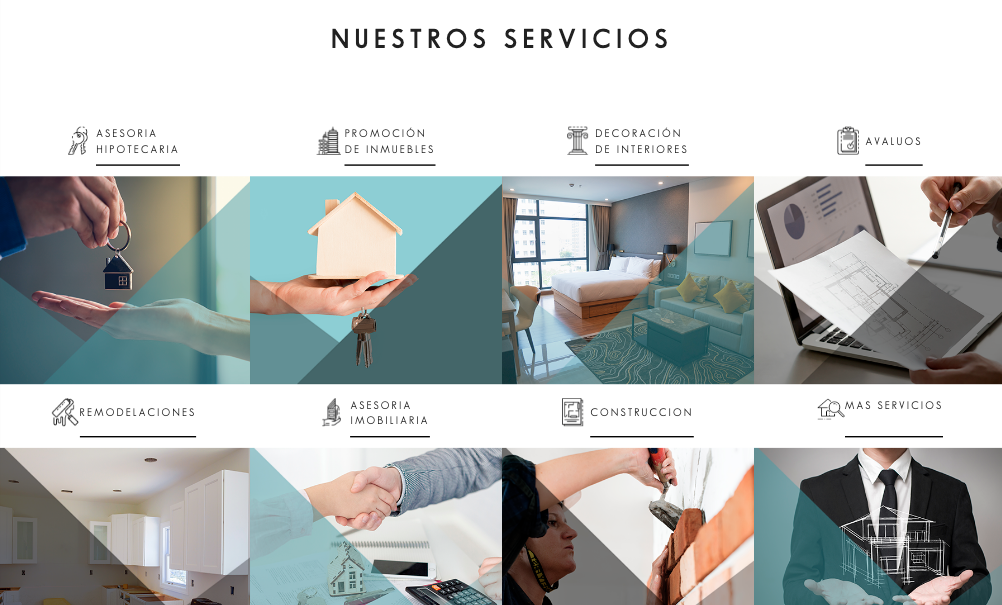 NUESTROS SERVICIOS
ASESORIA
HIPOTECARIA
PROMOCIÓN
DE INMUEBLES
DECORACIÓN
DE INTERIORES
AVALUOS
REMODELACIONES
ASESORIA
IMOBILIARIA
CONSTRUCCION
MAS SERVICIOS